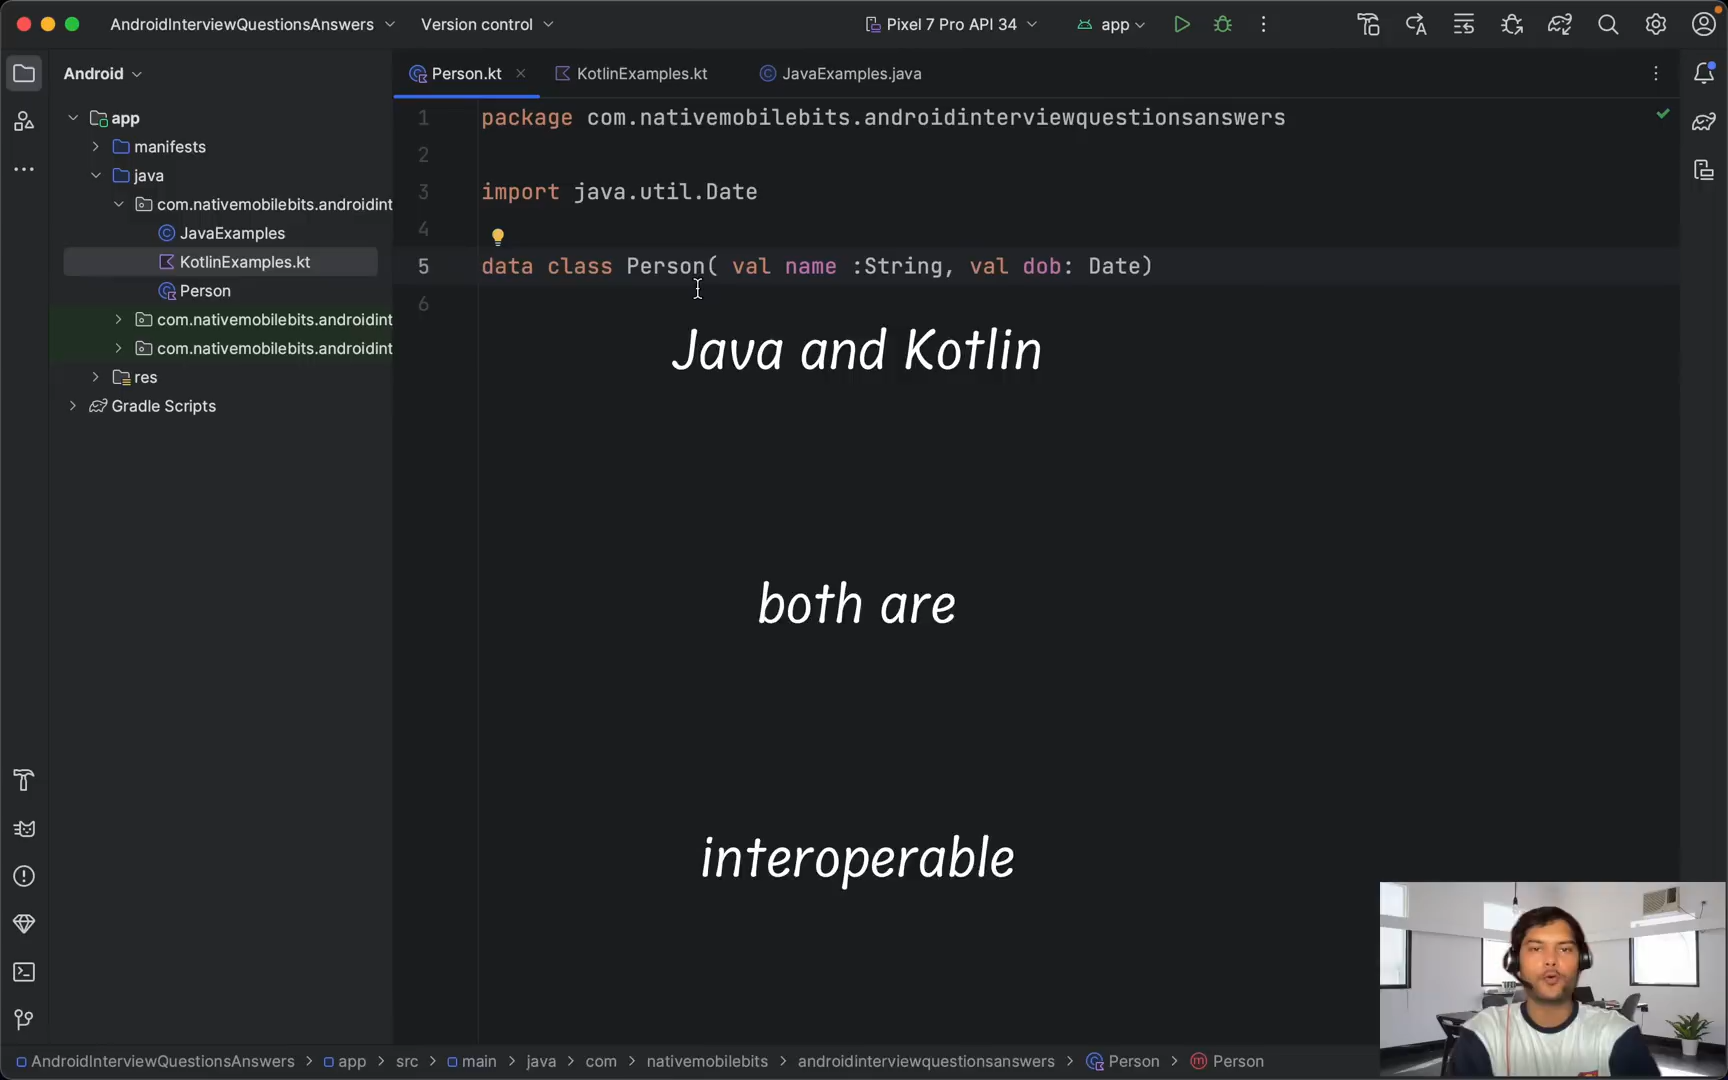 AndroidInterviewQuestionsAnswers
Version control
Pixel 7 Pro API 34
app
Android
Person.kt
KotlinExamples.kt
JavaExamples.java
app
manifests
java
com.nativemobilebits.androidint
JavaExamples
KotlinExamples.kt
Person
com.nativemobilebits.androidint
com.nativemobilebits.androidint
res
Gradle Scripts
1 package com.nativemobilebits.androidinterviewquestionsanswers
2
3 import java.util.Date
4
5 data class Person( val name :String, val dob: Date)
6
Java and Kotlin
both are
interoperable
AndroidInterviewQuestionsAnswers > app > src > main > java > com > nativemobilebits > androidinterviewquestionsanswers > Person > Person